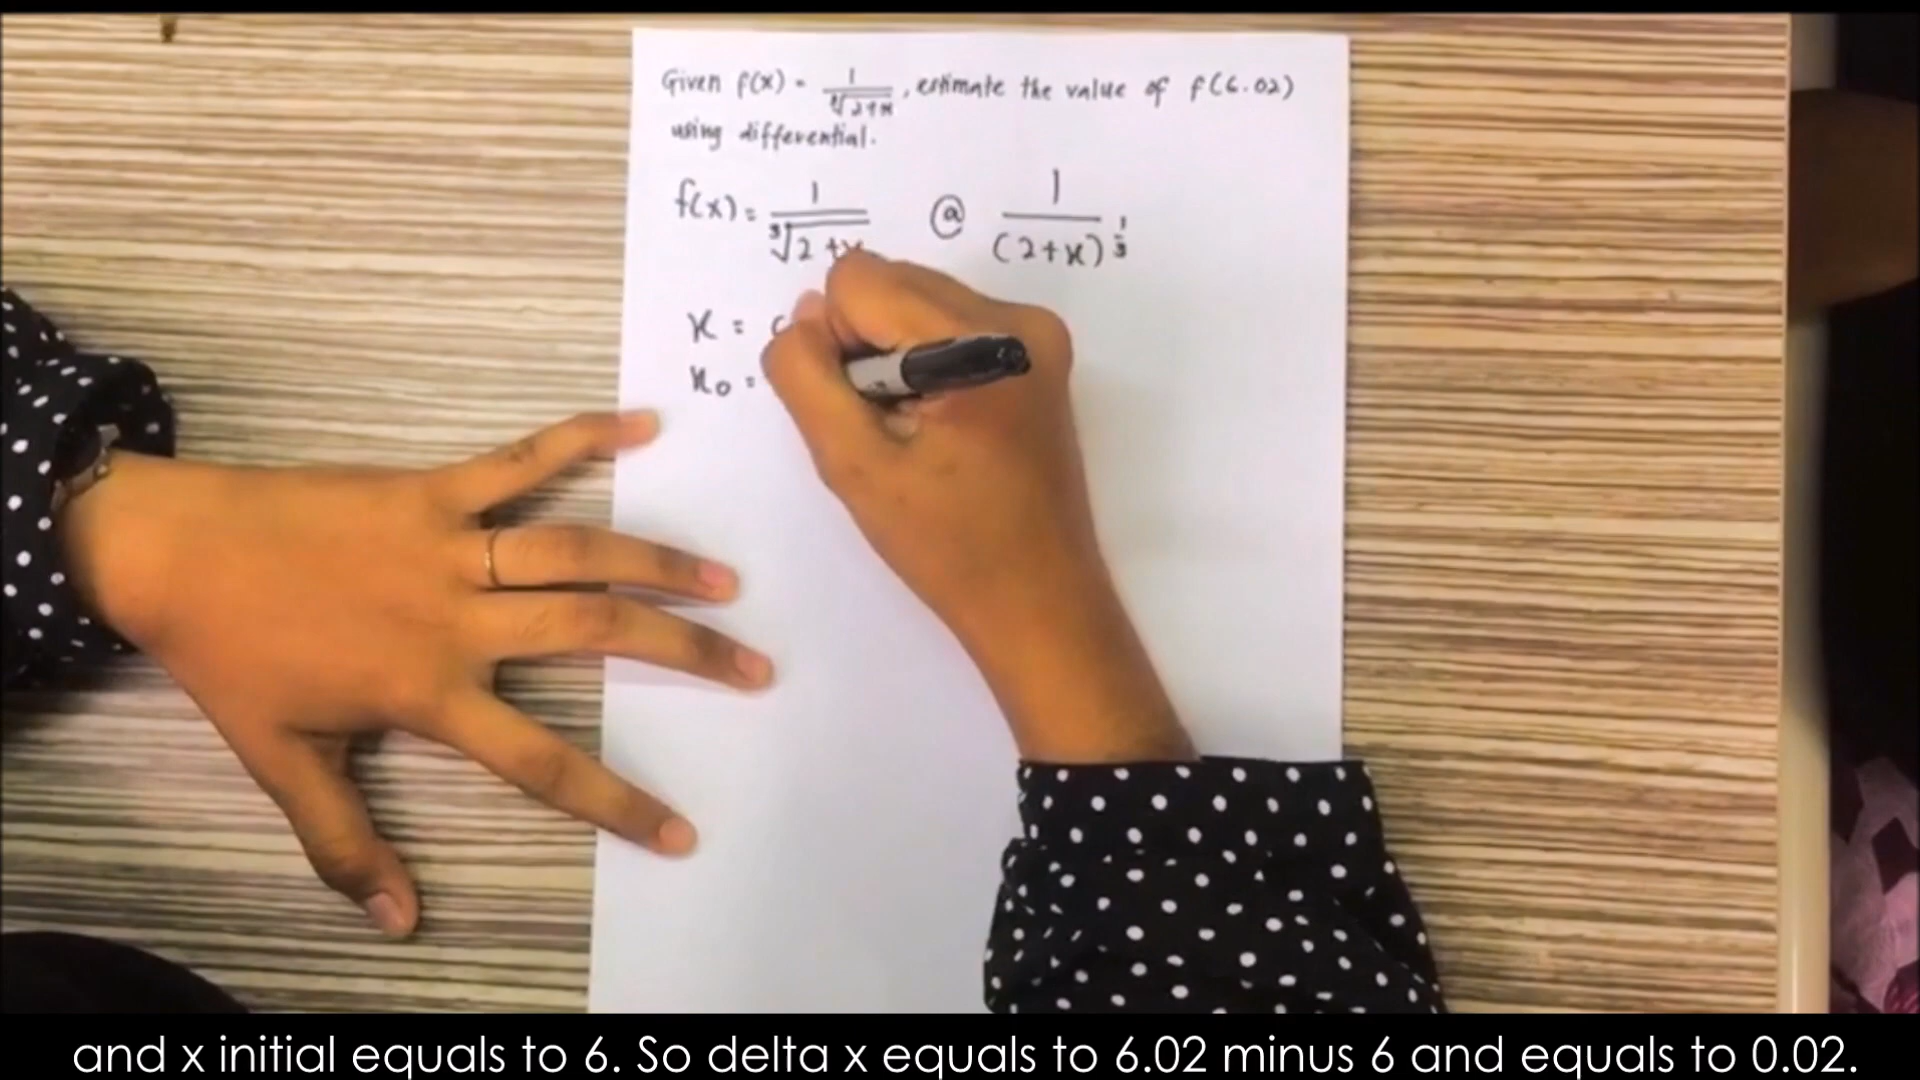 Given f(x) = 1/∛2+x , estimate the value of f(6.02)
using differential.
f(x) = 1/∛2+x @ 1/(2+x)^1/3
x =
x₀ =
and x initial equals to 6. So delta x equals to 6.02 minus 6 and equals to 0.02.